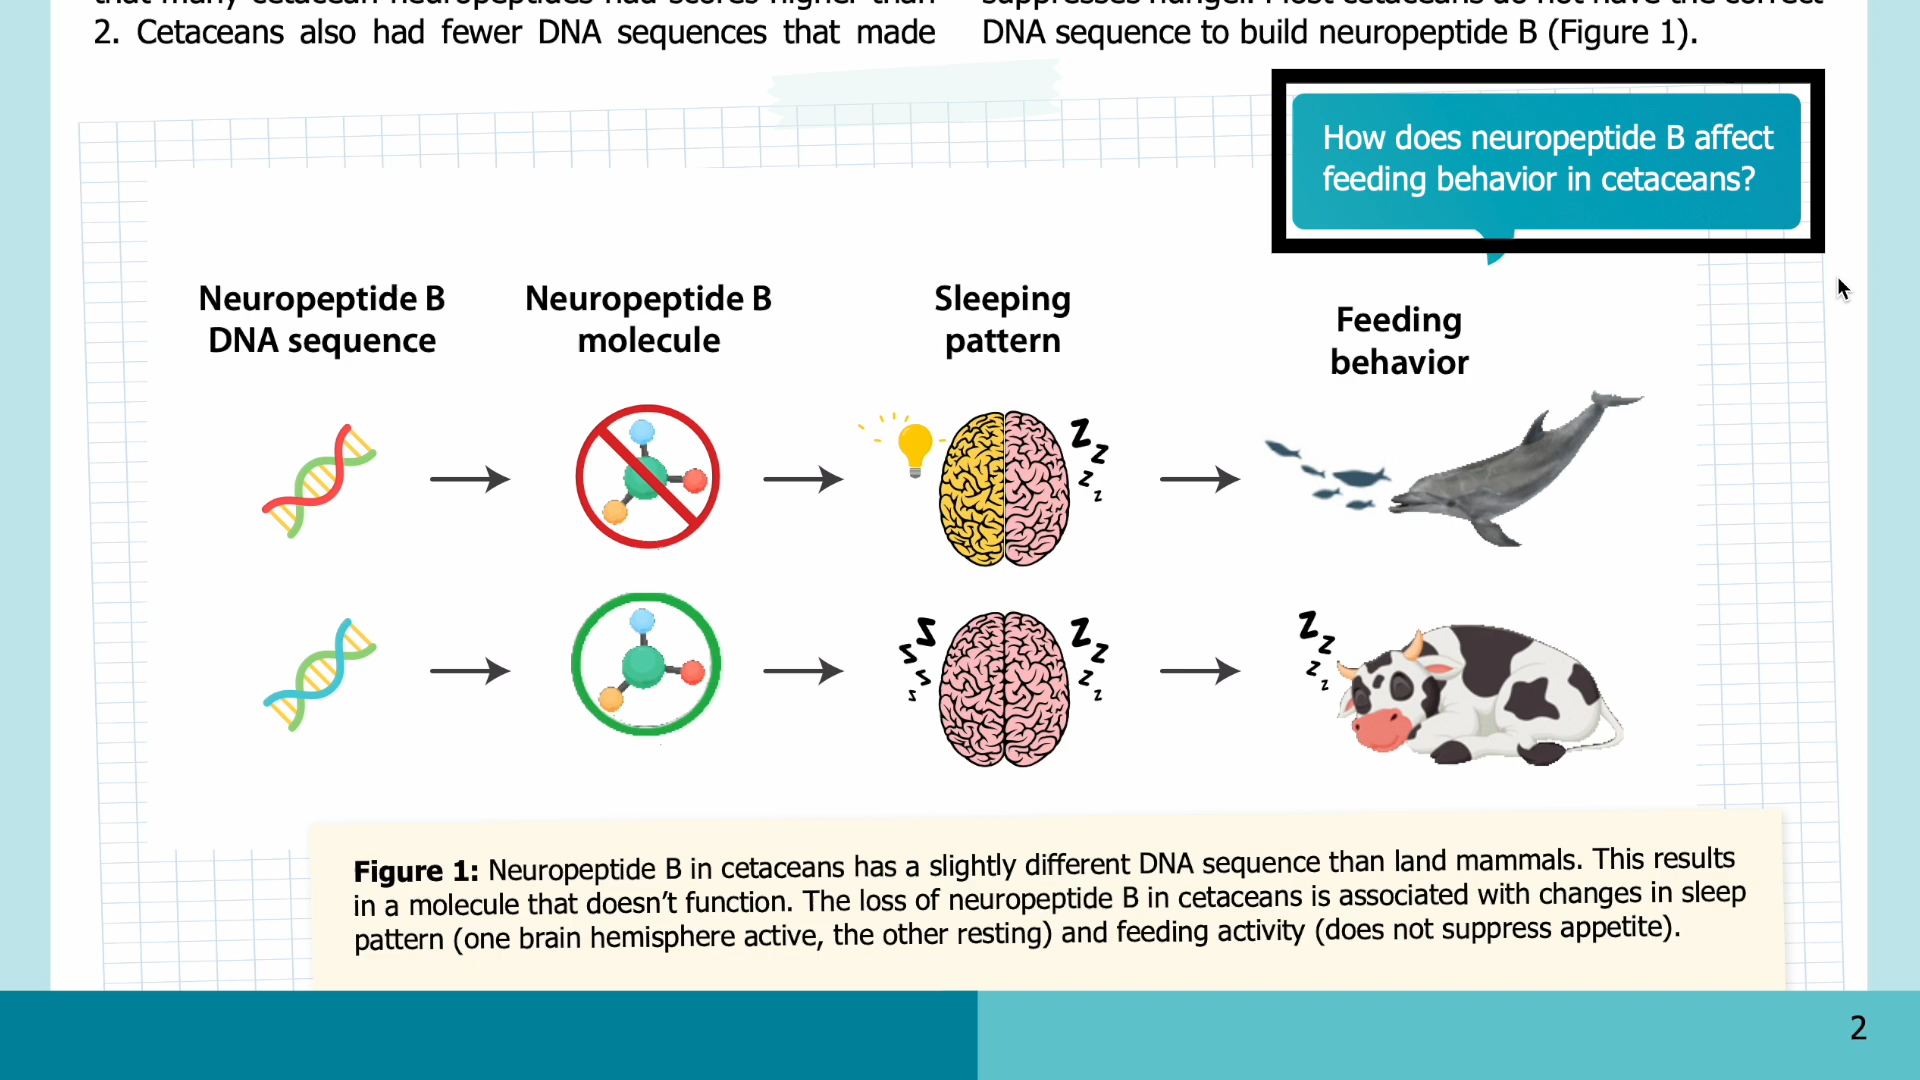 2. Cetaceans also had fewer DNA sequences that made
DNA sequence to build neuropeptide B (Figure 1).
How does neuropeptide B affect
feeding behavior in cetaceans?
Neuropeptide B
DNA sequence
Neuropeptide B
molecule
Sleeping
pattern
Feeding
behavior
Z
Z
Z
z
Z
Z
Z
z
Z
Z
Z
z
Z
Z
Z
z
Figure 1: Neuropeptide B in cetaceans has a slightly different DNA sequence than land mammals. This results
in a molecule that doesn't function. The loss of neuropeptide B in cetaceans is associated with changes in sleep
pattern (one brain hemisphere active, the other resting) and feeding activity (does not suppress appetite).
2